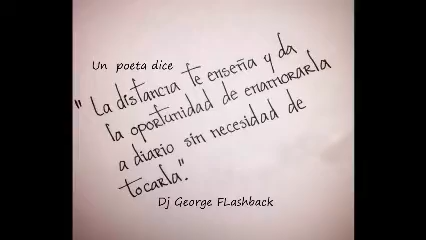 Un poeta dice
"La distancia te enseña y da
la oportunidad de enamorarla
a diario sin necesidad de
tocarla."
Dj George FLashback